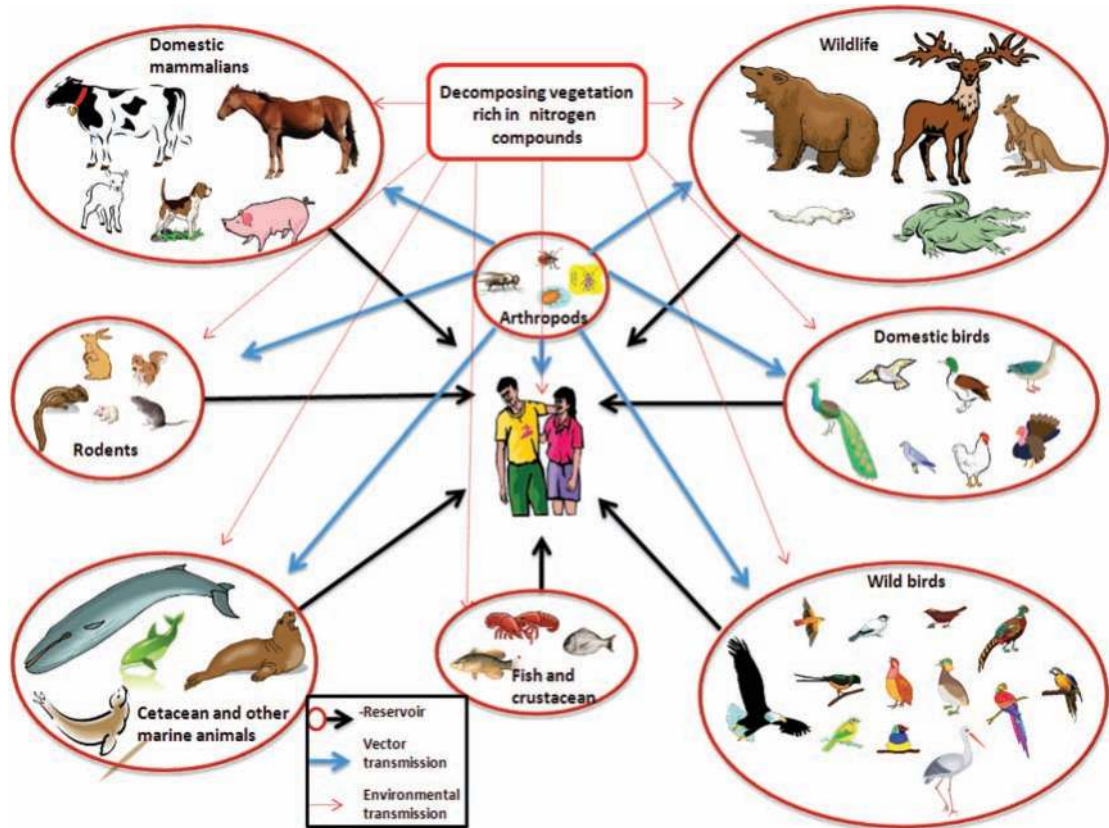 Domestic
mammalians
Decomposing vegetation
rich in nitrogen
compounds
Wildlife
Arthropods
Rodents
Domestic birds
Cetacean and other
marine animals
Fish and
crustacean
Wild birds
-Reservoir
Vector
transmission
Environmental
transmission